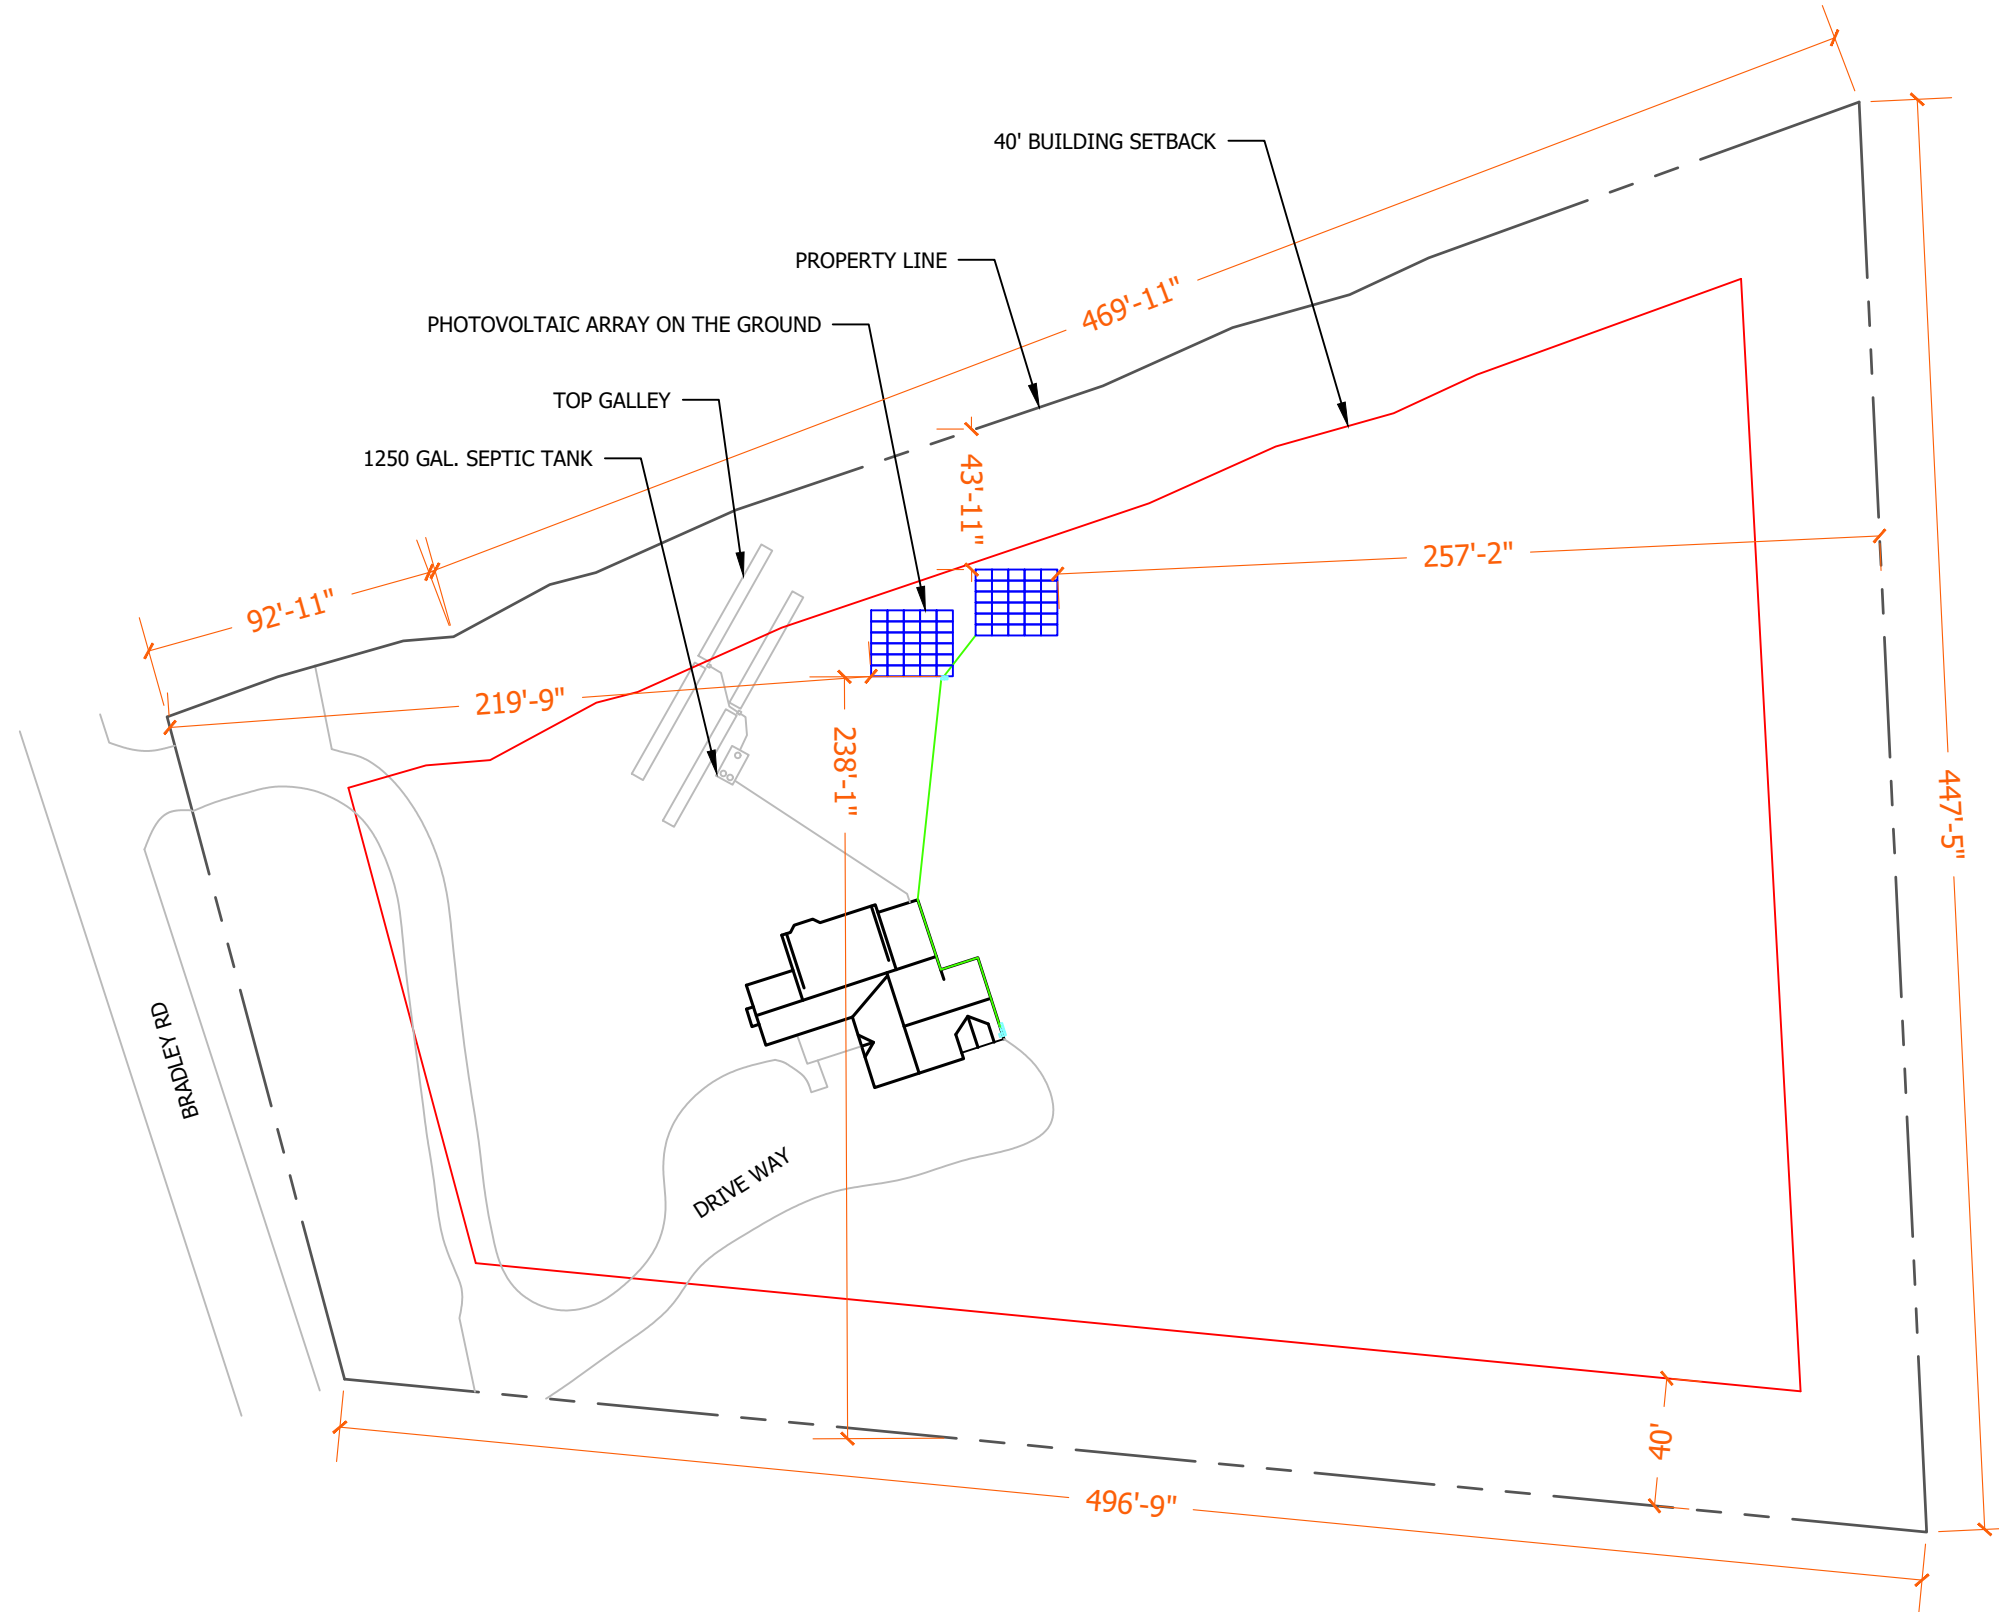 40' BUILDING SETBACK
PROPERTY LINE
469'-11"
PHOTOVOLTAIC ARRAY ON THE GROUND
TOP GALLEY
1250 GAL. SEPTIC TANK
43'-11"
257'-2"
92'-11"
219'-9"
238'-1"
447'-5"
BRADLEY RD
DRIVE WAY
40'
496'-9"